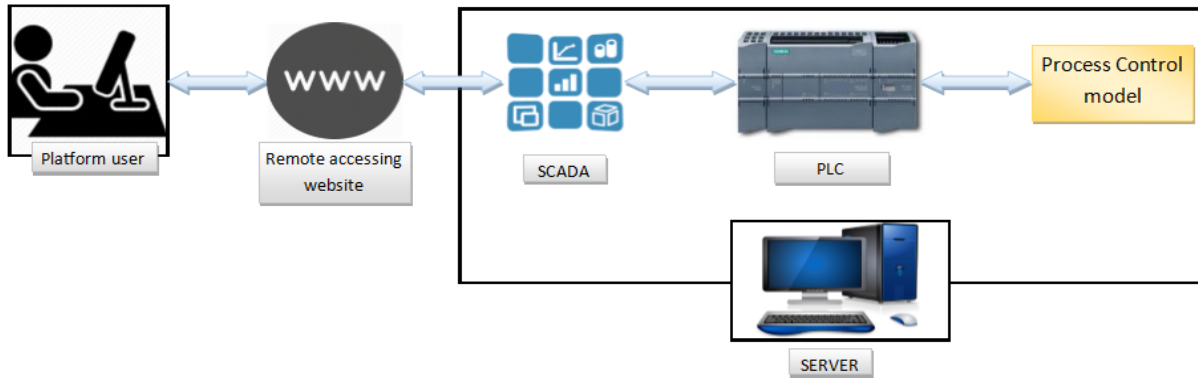 WWW
Process Control
model
Platform user
Remote accessing
website
SCADA
PLC
SERVER